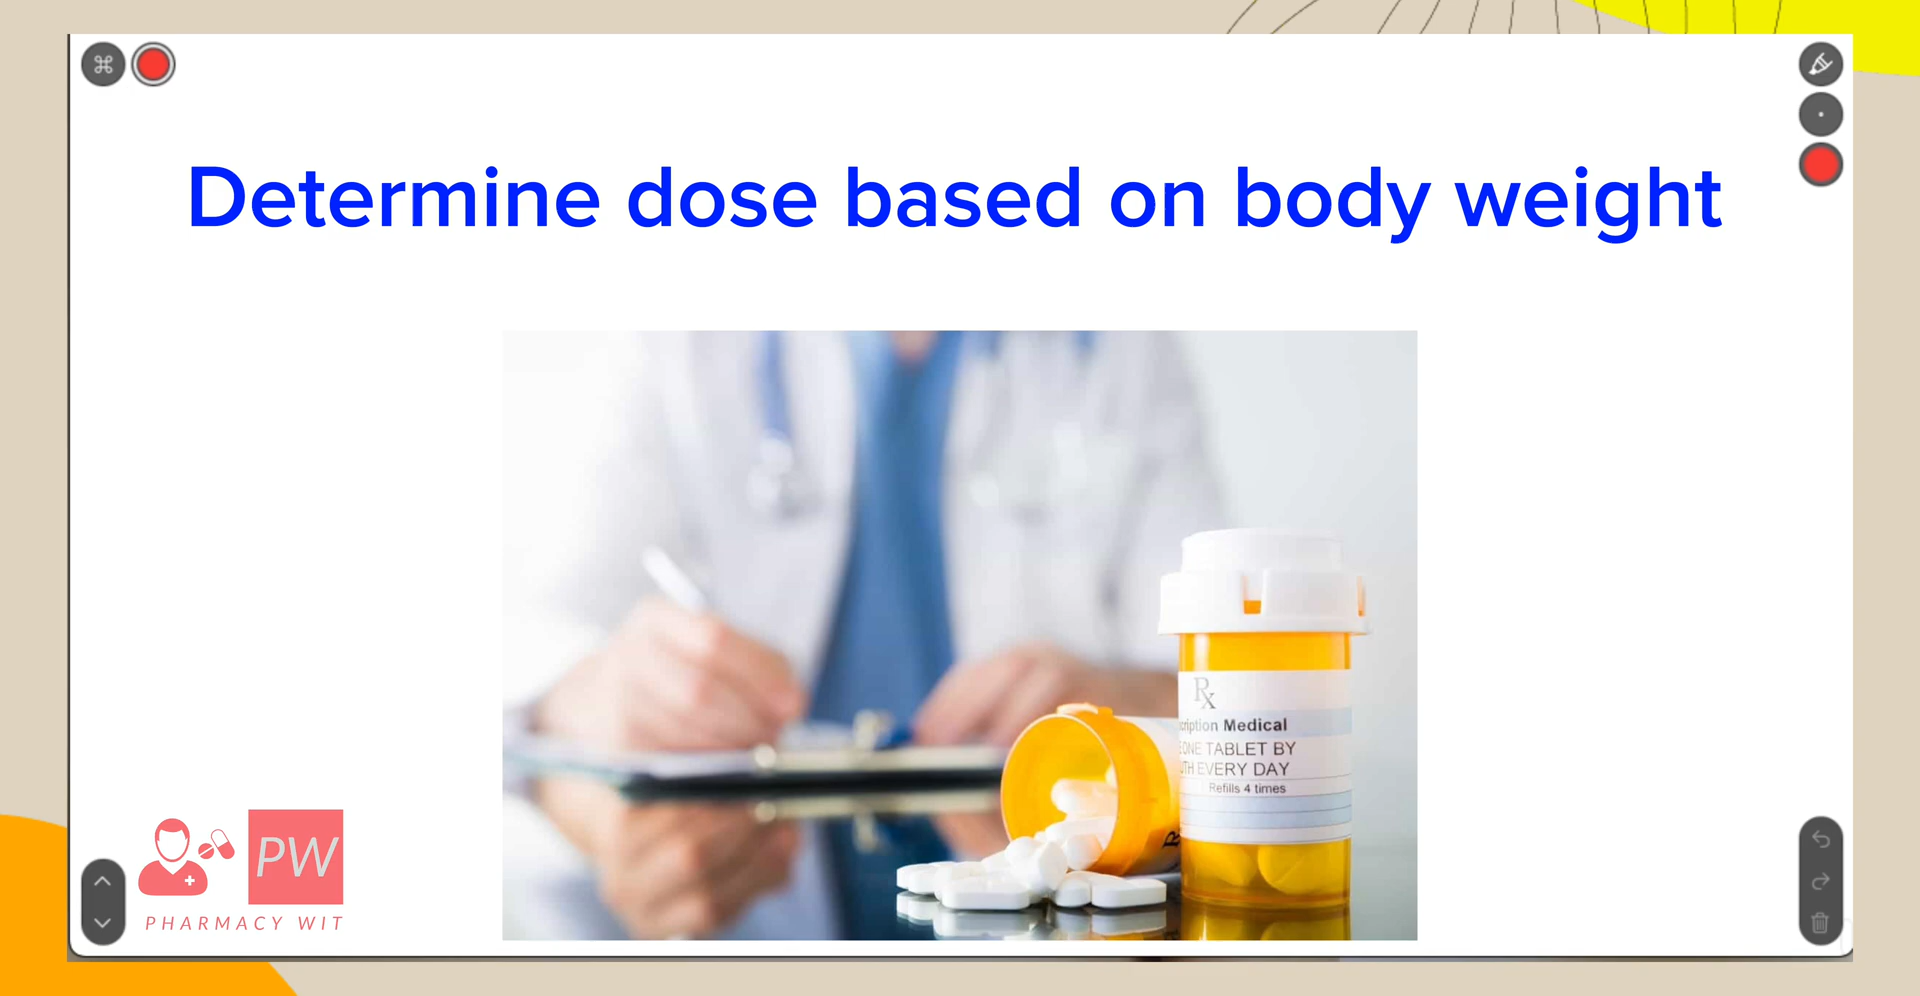 Determine dose based on body weight
Rx
cription Medical
ONE TABLET BY
TH EVERY DAY
Refills 4 times
PW
PHARMACY WIT